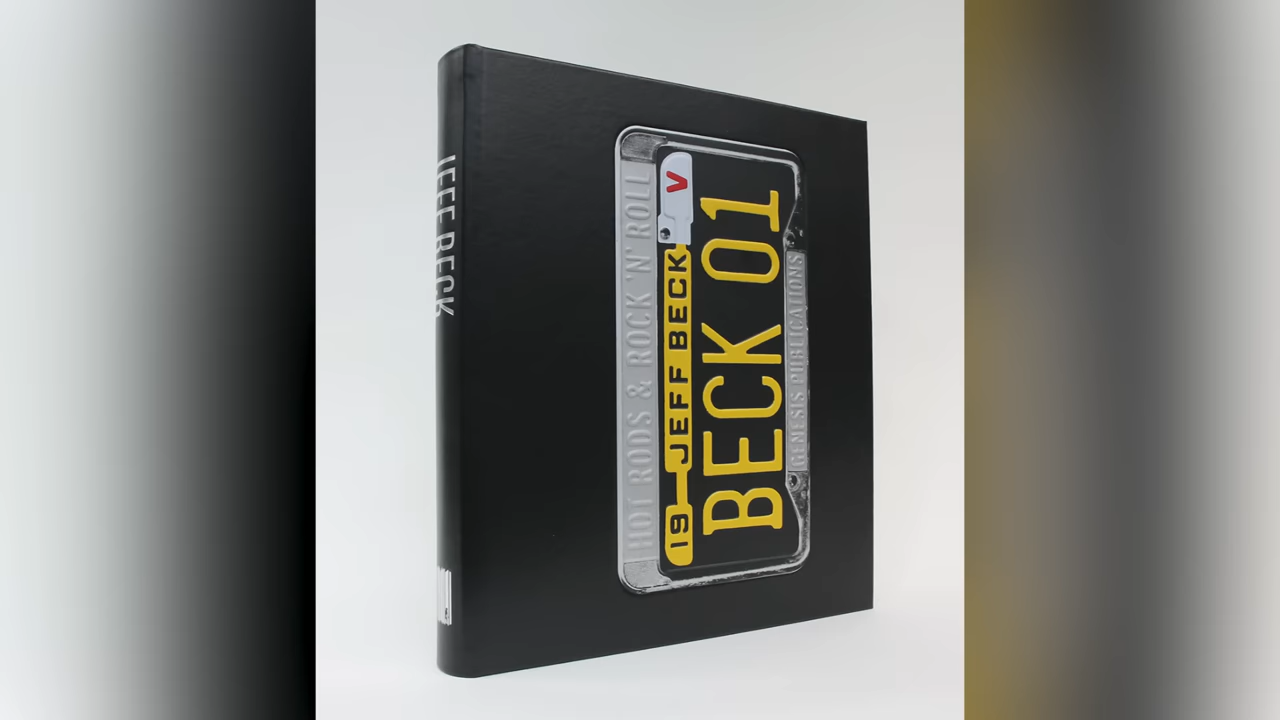 JEFF BECK
HOT RODS & ROCK 'N' ROLL
V
19 JEFF BECK
BECK 01
GENESIS PUBLICATIONS